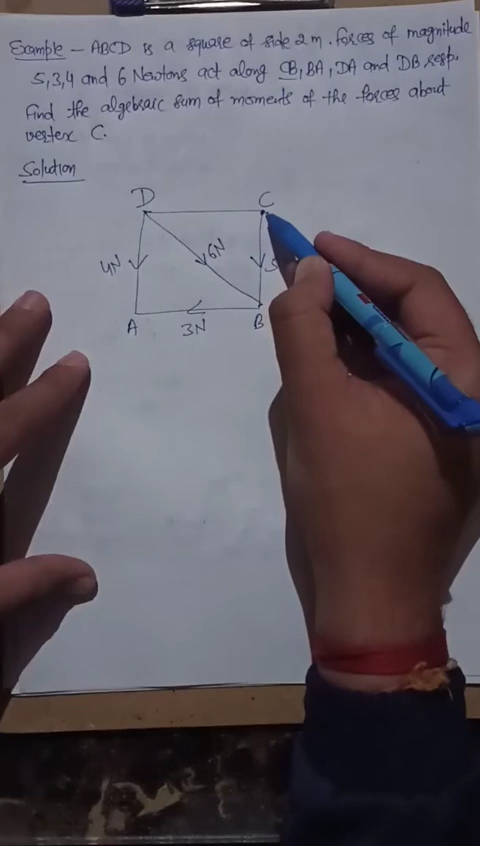 Example - ABCD is a square of side 2 m. forces of magnitude
5,3,4 and 6 Newtons act along CB, BA, DA and DB resp.
Find the algebraic sum of moments of the forces about
vertex C.
Solution
D C
4N 6N 5
A 3N B